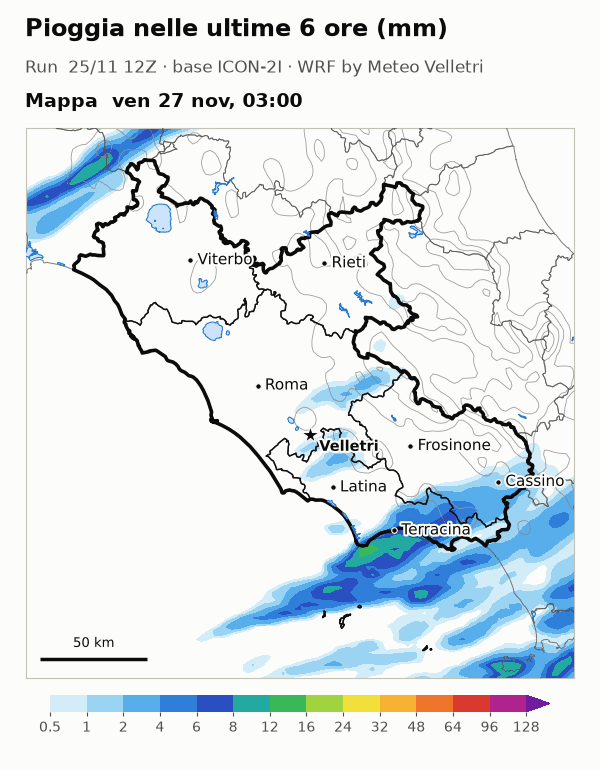 Pioggia nelle ultime 6 ore (mm)
Run  25/11 12Z · base ICON-2I · WRF by Meteo Velletri
Mappa  ven 27 nov, 03:00
Viterbo
Rieti
Roma
Velletri
Frosinone
Latina
Cassino
Terracina
50 km
0.5 1 2 4 6 8 12 16 24 32 48 64 96 128